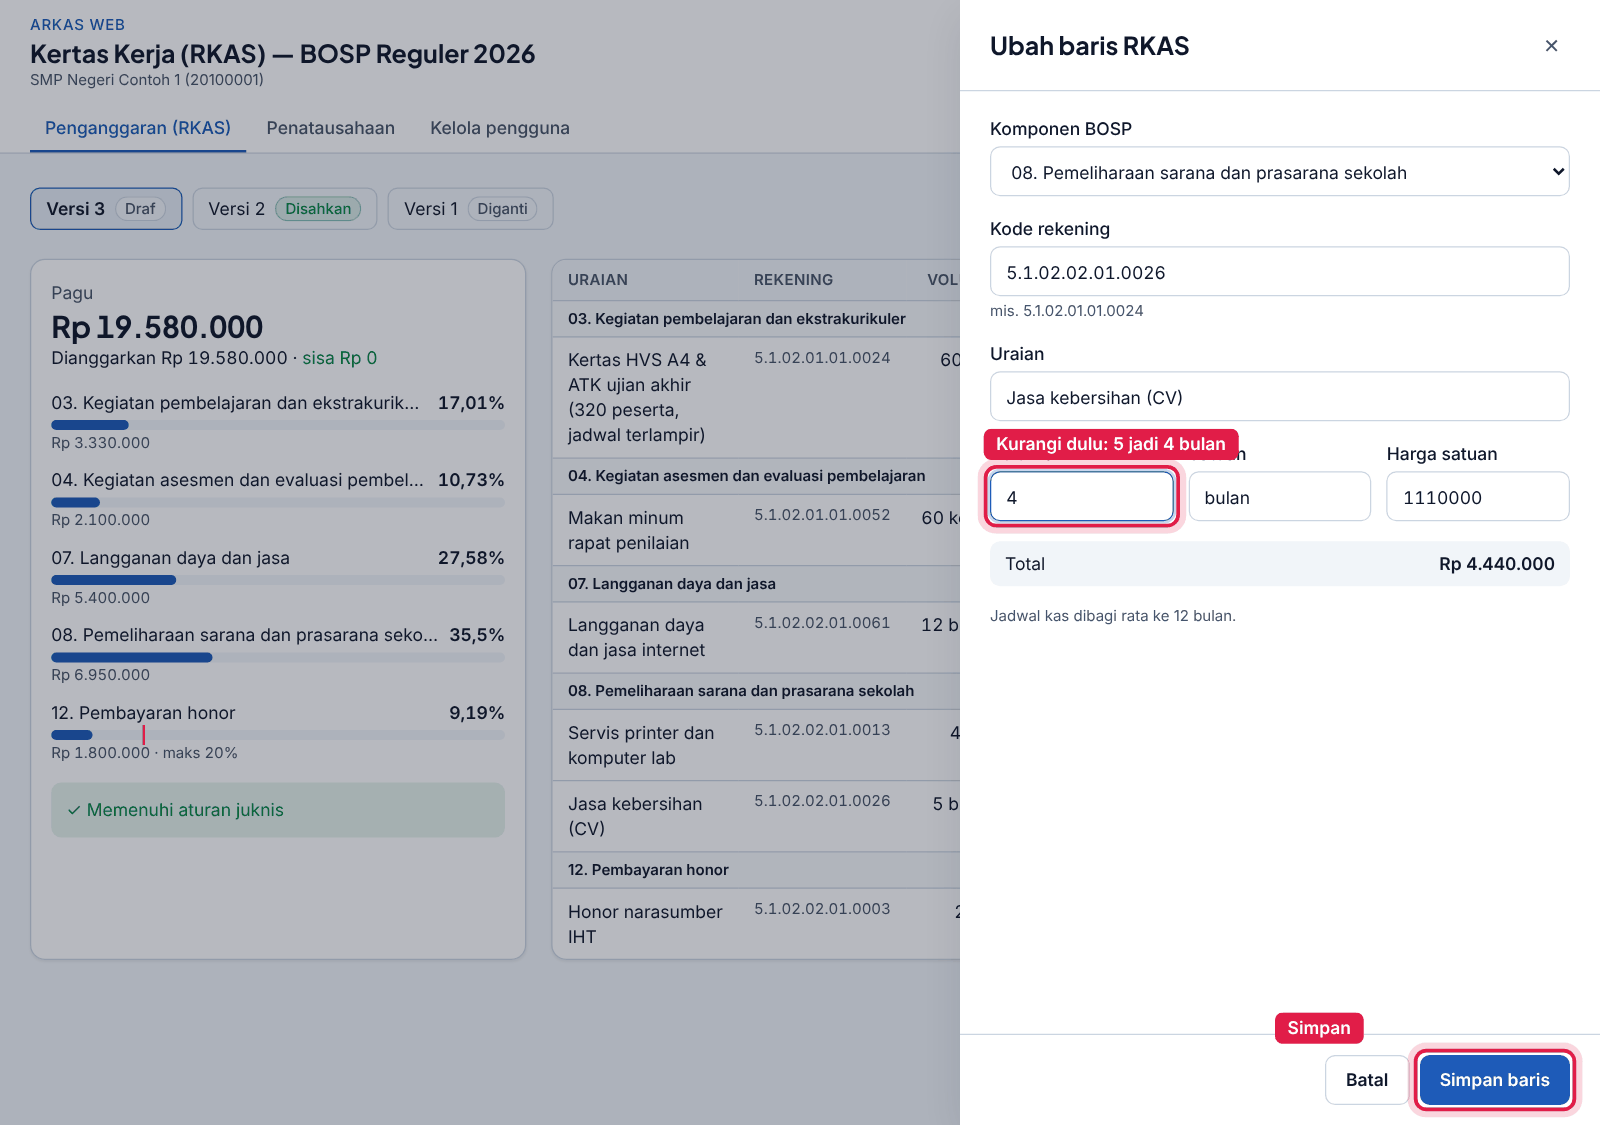 ARKAS WEB
Kertas Kerja (RKAS) — BOSP Reguler 2026
SMP Negeri Contoh 1 (20100001)
Penganggaran (RKAS)
Penatausahaan
Kelola pengguna
Versi 3 Draf
Versi 2 Disahkan
Versi 1 Diganti
Pagu
Rp 19.580.000
Dianggarkan Rp 19.580.000 · sisa Rp 0
03. Kegiatan pembelajaran dan ekstrakurik... 17,01%
Rp 3.330.000
04. Kegiatan asesmen dan evaluasi pembel... 10,73%
Rp 2.100.000
07. Langganan daya dan jasa 27,58%
Rp 5.400.000
08. Pemeliharaan sarana dan prasarana seko... 35,5%
Rp 6.950.000
12. Pembayaran honor 9,19%
Rp 1.800.000 · maks 20%
✓ Memenuhi aturan juknis
URAIAN REKENING VOL
03. Kegiatan pembelajaran dan ekstrakurikuler
Kertas HVS A4 & 5.1.02.01.01.0024 60
ATK ujian akhir
(320 peserta,
jadwal terlampir)
04. Kegiatan asesmen dan evaluasi pembelajaran
Makan minum 5.1.02.01.01.0052 60 k
rapat penilaian
07. Langganan daya dan jasa
Langganan daya 5.1.02.02.01.0061 12 b
dan jasa internet
08. Pemeliharaan sarana dan prasarana sekolah
Servis printer dan 5.1.02.03.02.0013 4
komputer lab
Jasa kebersihan 5.1.02.02.01.0026 5 b
(CV)
12. Pembayaran honor
Honor narasumber 5.1.02.02.01.0003 2
IHT
Ubah baris RKAS
×
Komponen BOSP
08. Pemeliharaan sarana dan prasarana sekolah
Kode rekening
5.1.02.02.01.0026
mis. 5.1.02.01.01.0024
Uraian
Jasa kebersihan (CV)
Kurangi dulu: 5 jadi 4 bulan
Harga satuan
4
bulan
1110000
Total Rp 4.440.000
Jadwal kas dibagi rata ke 12 bulan.
Simpan
Batal
Simpan baris